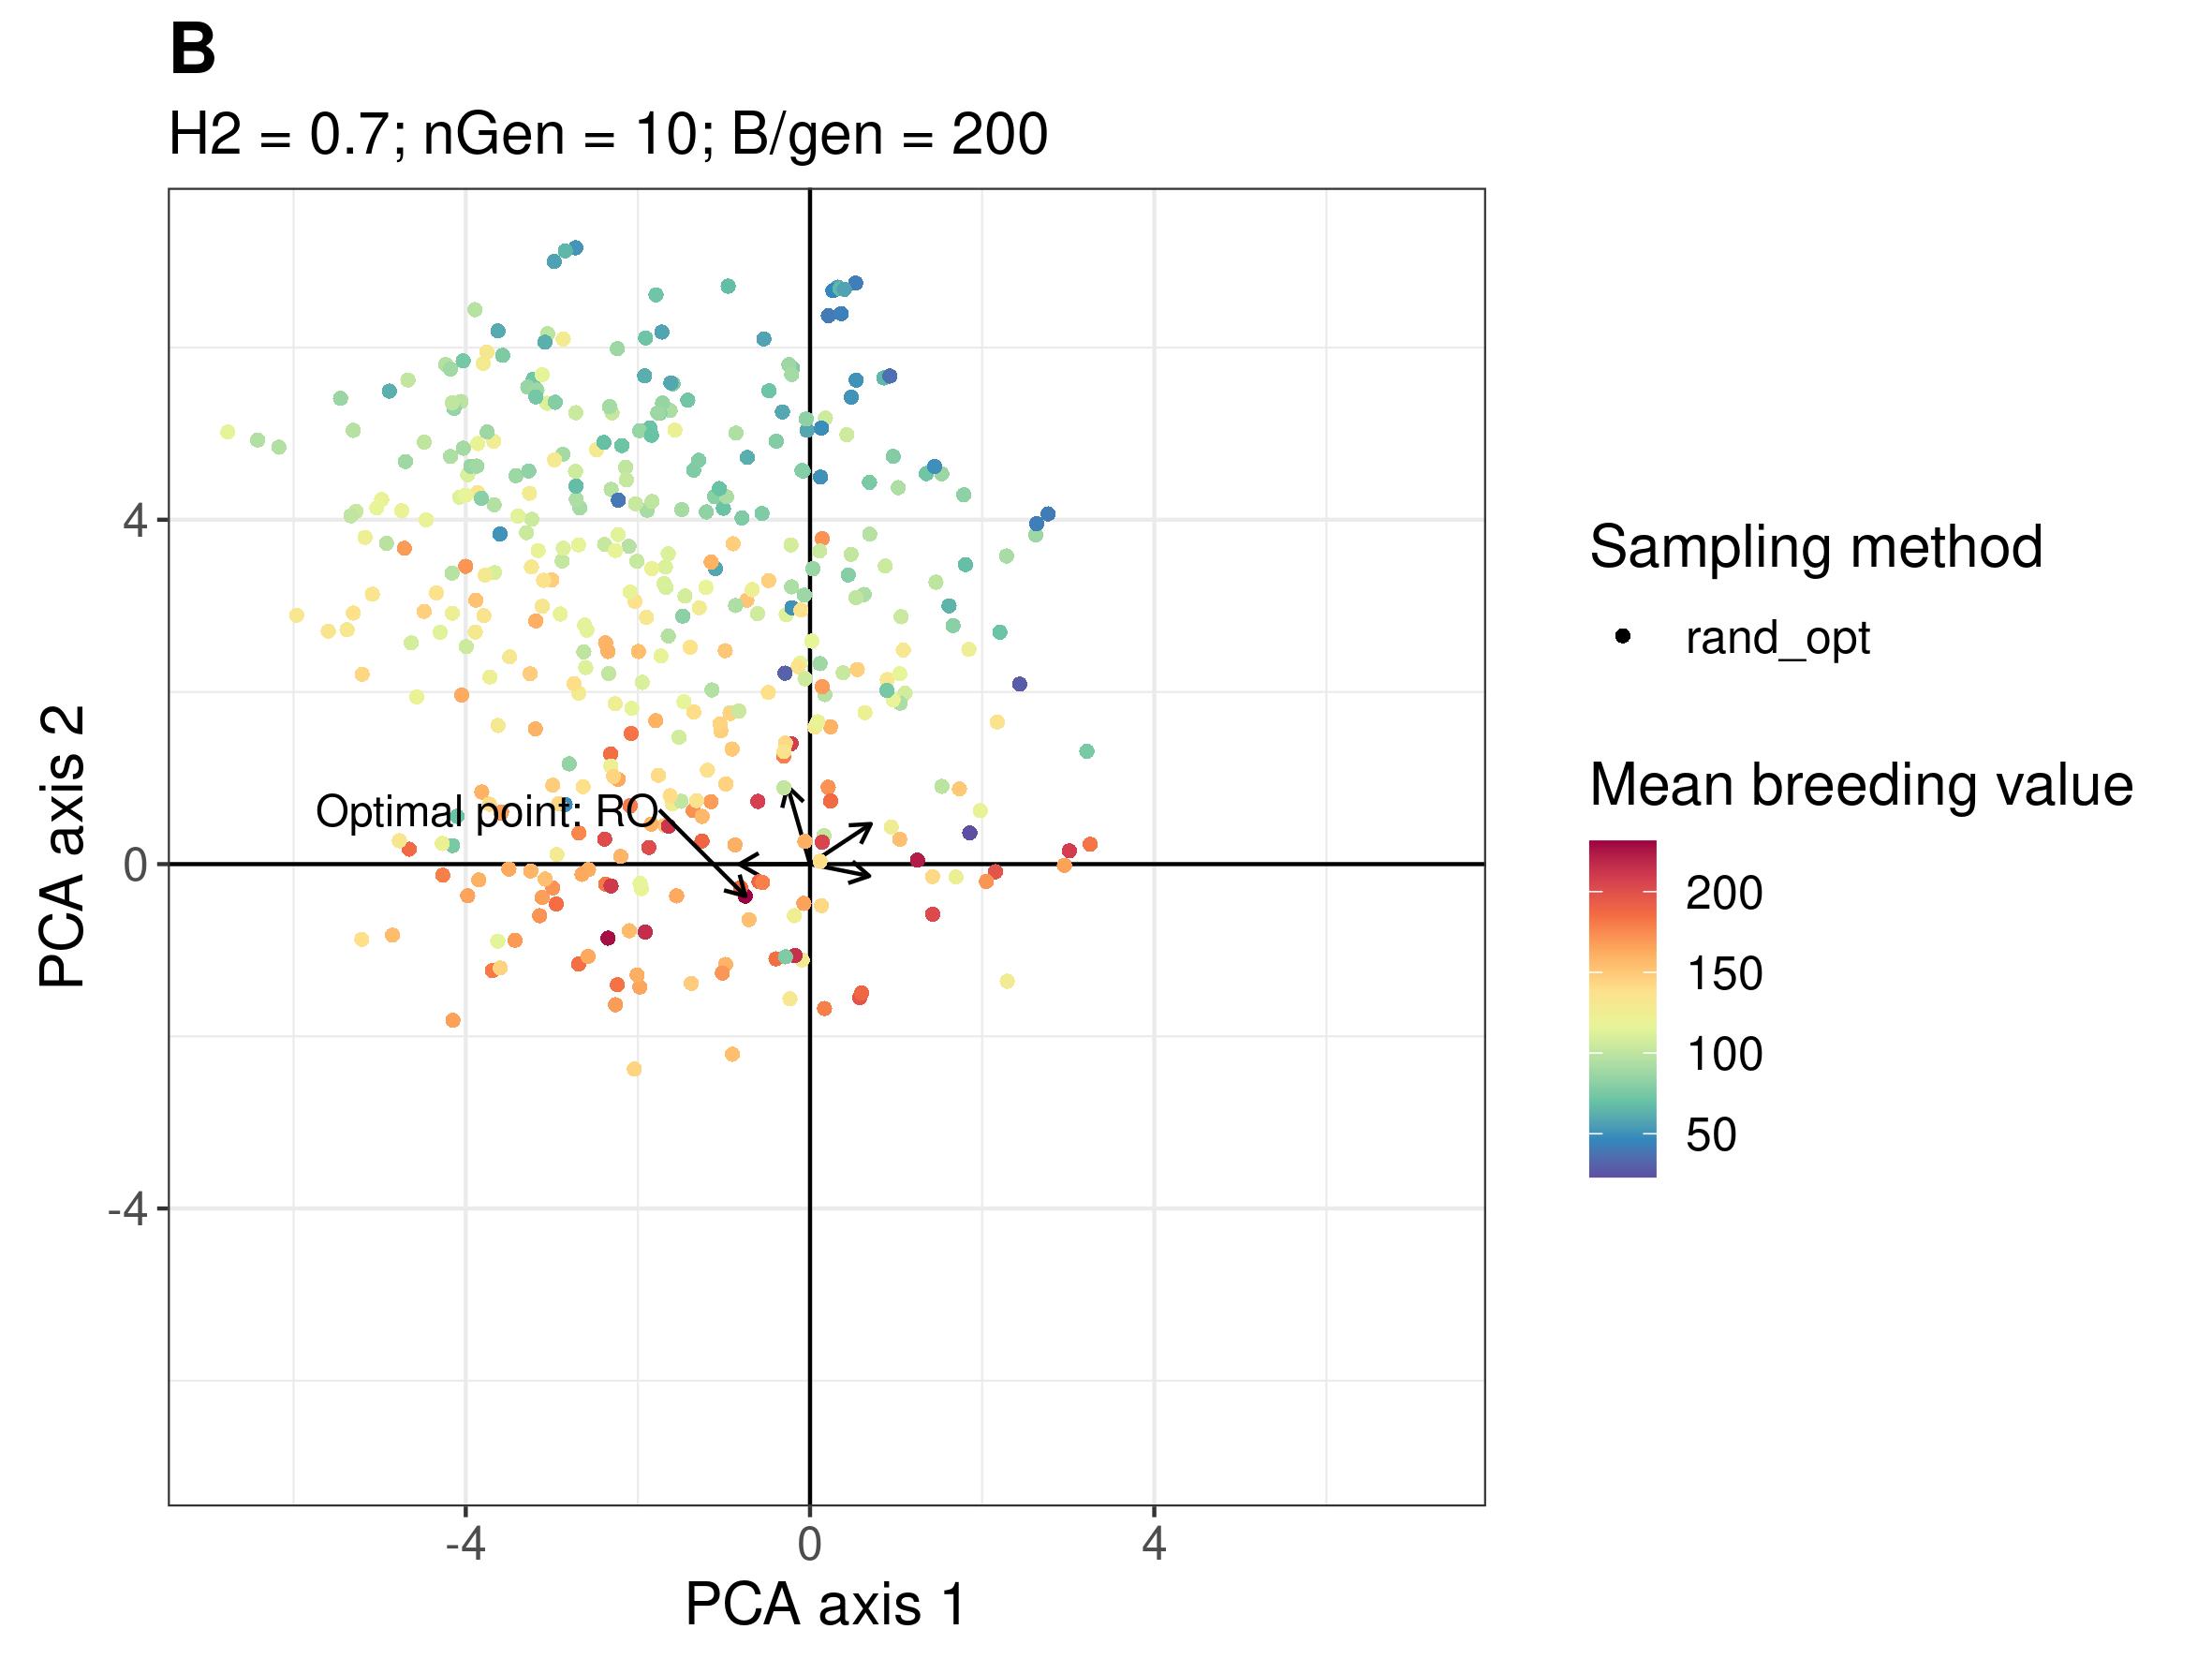 B
H2 = 0.7; nGen = 10; B/gen = 200
PCA axis 2
4
0
-4
Optimal point: RO
-4
0
4
PCA axis 1
Sampling method
rand_opt
Mean breeding value
200
150
100
50